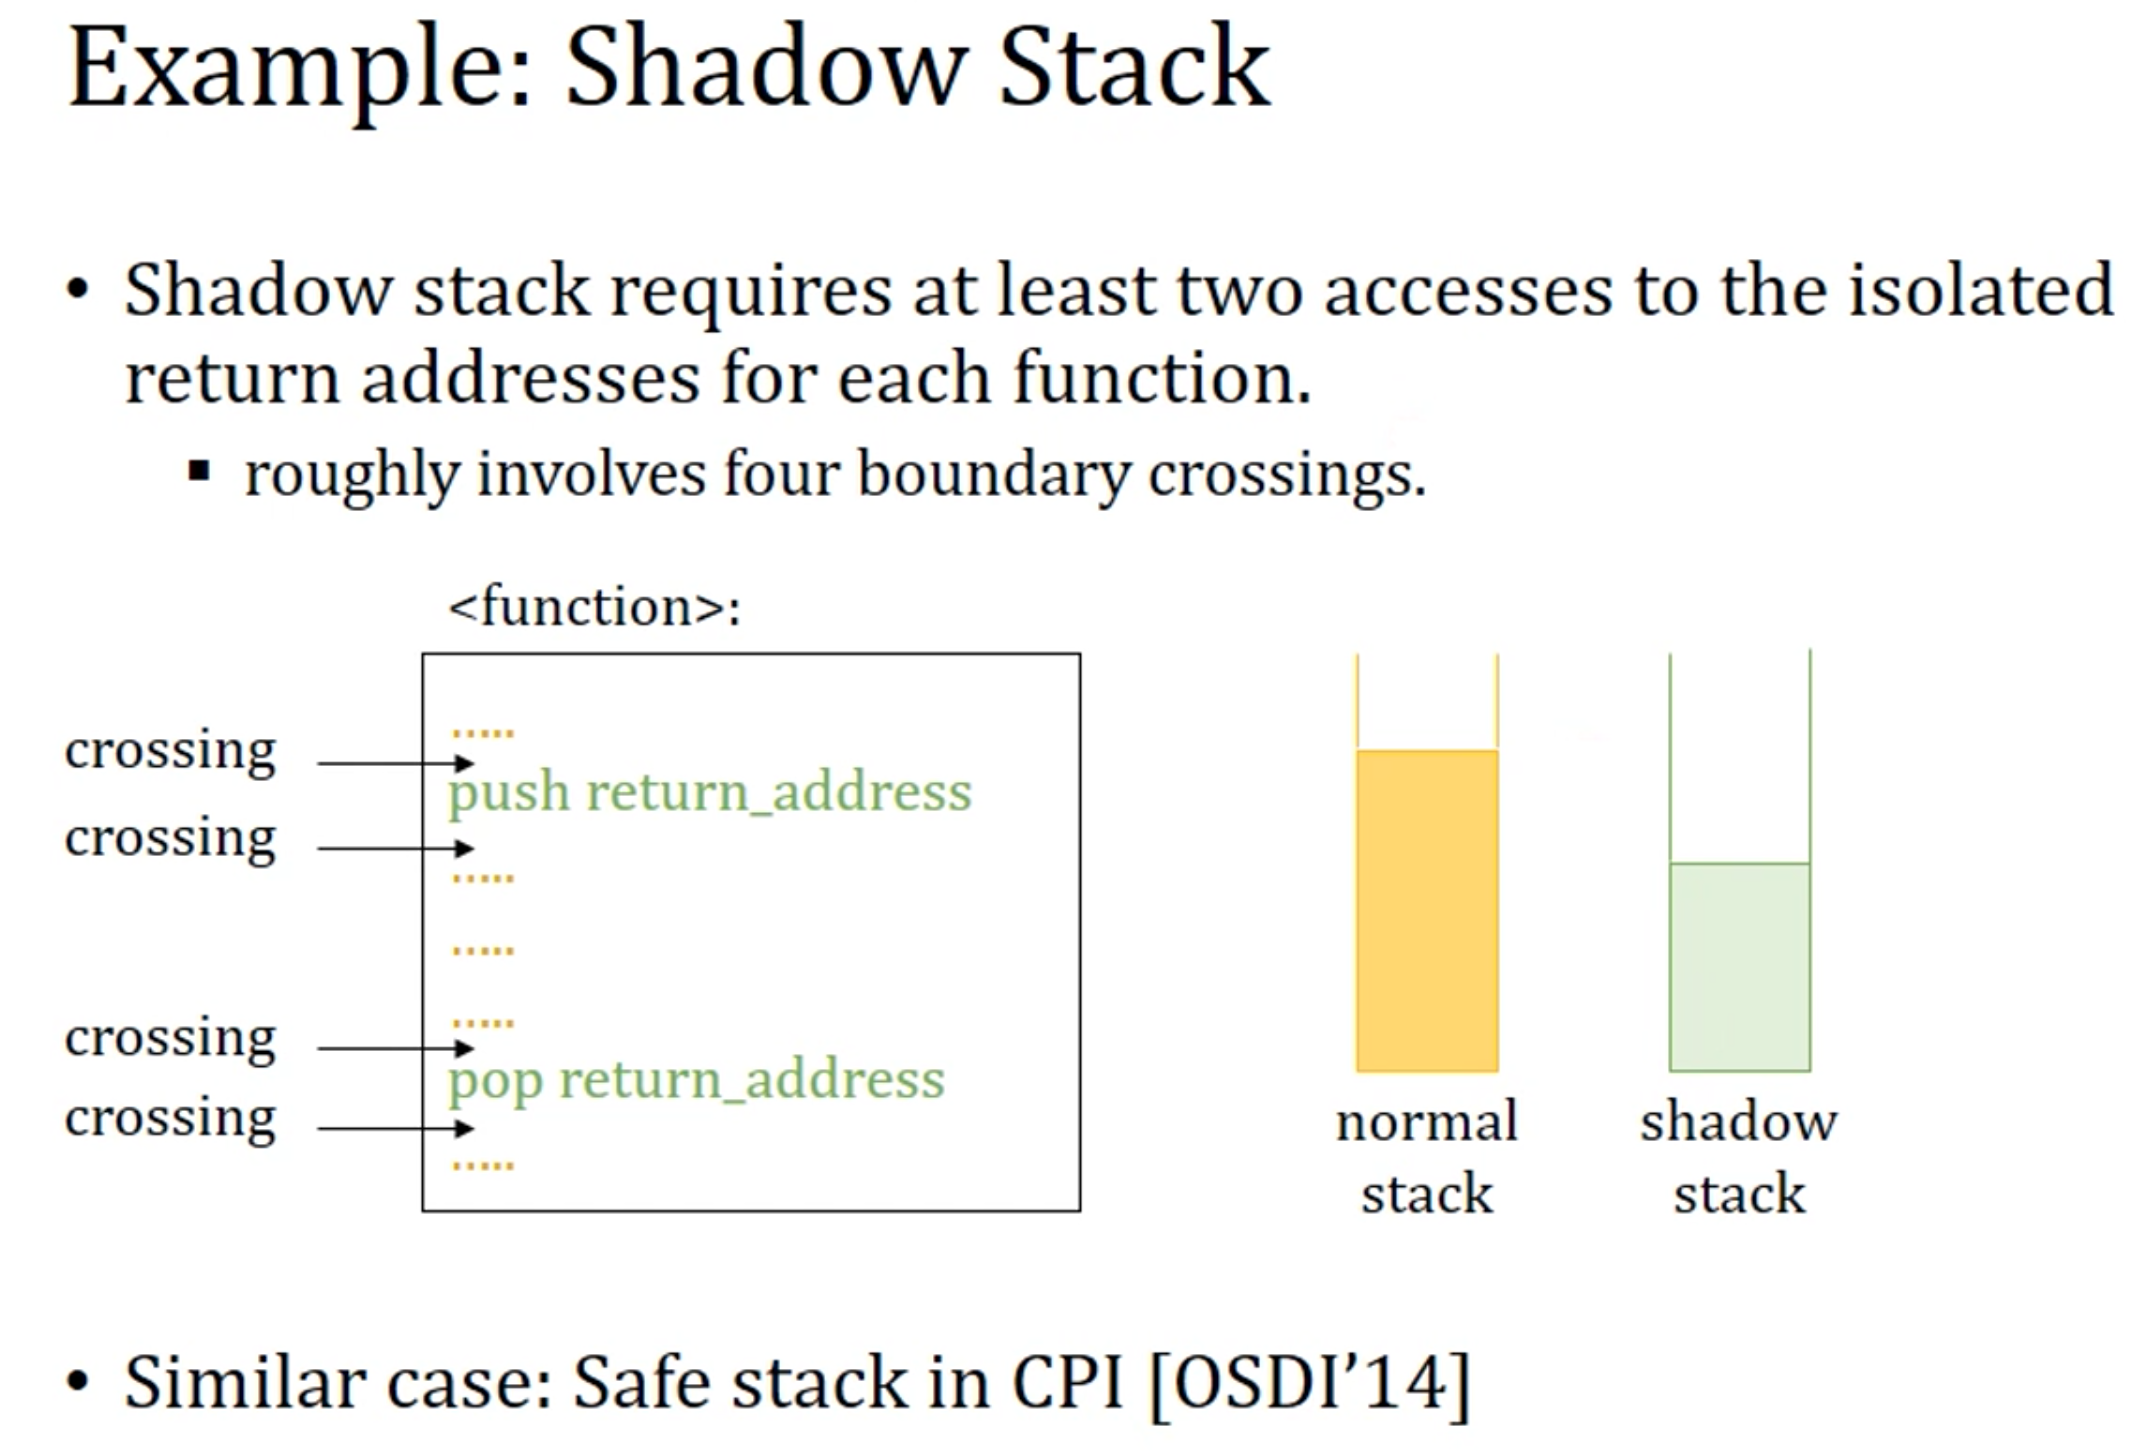 Example: Shadow Stack
• Shadow stack requires at least two accesses to the isolated
return addresses for each function.
▪ roughly involves four boundary crossings.
<function>:
.....
crossing
push return_address
crossing
.....
.....
.....
crossing
pop return_address
crossing
.....
normal
stack
shadow
stack
• Similar case: Safe stack in CPI [OSDI’14]